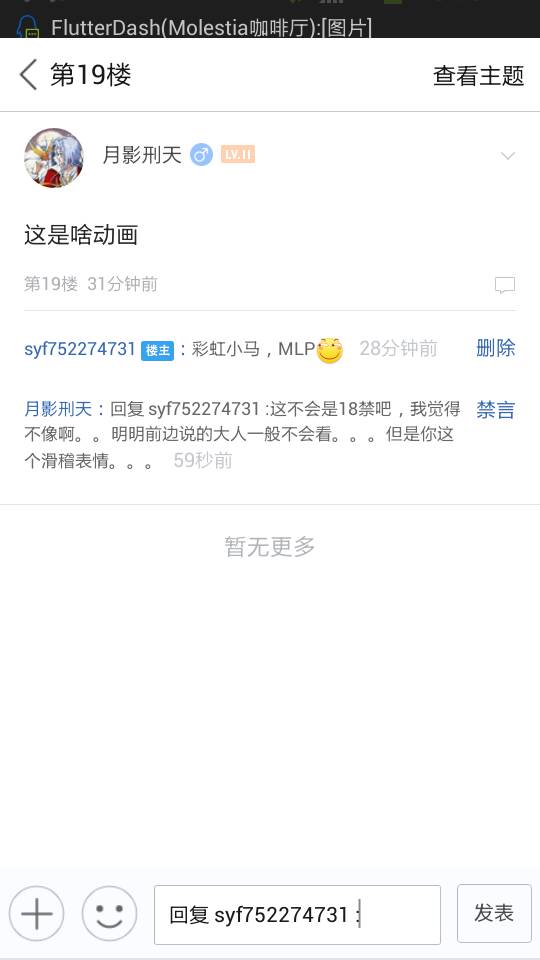 FlutterDash(Molestia咖啡厅):[图片]
第19楼
查看主题
月影刑天 LV.11
这是啥动画
第19楼 31分钟前
syf752274731 楼主 : 彩虹小马，MLP 28分钟前 删除
月影刑天：回复 syf752274731 :这不会是18禁吧，我觉得 禁言
不像啊。。明明前边说的大人一般不会看。。。但是你这
个滑稽表情。。。 59秒前
暂无更多
回复 syf752274731 :
发表